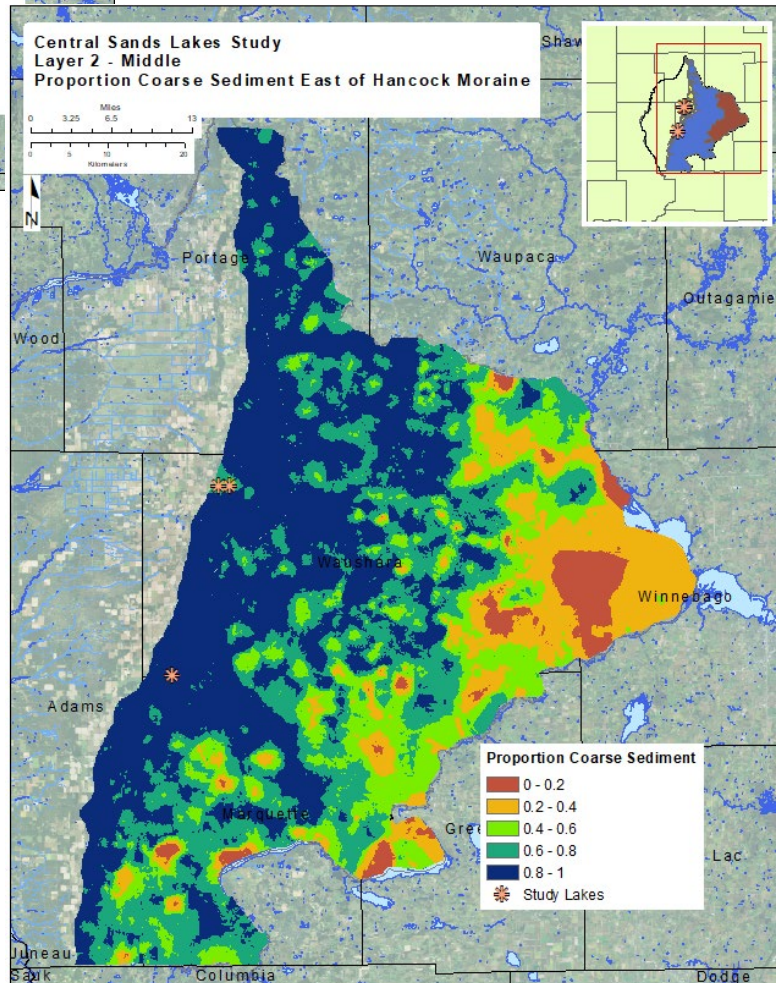 Central Sands Lakes Study
Layer 2 - Middle
Proportion Coarse Sediment East of Hancock Moraine
Miles
0 3.25 6.5 13
0 5 10 20
Kilometers
N
Shaw
Portage
Waupaca
Outagamie
Wood
Waushara
Winnebago
Adams
Marquette
Gree
Lac
Proportion Coarse Sediment
0 - 0.2
0.2 - 0.4
0.4 - 0.6
0.6 - 0.8
0.8 - 1
Study Lakes
Juneau
Sauk
Columbia
Dodge